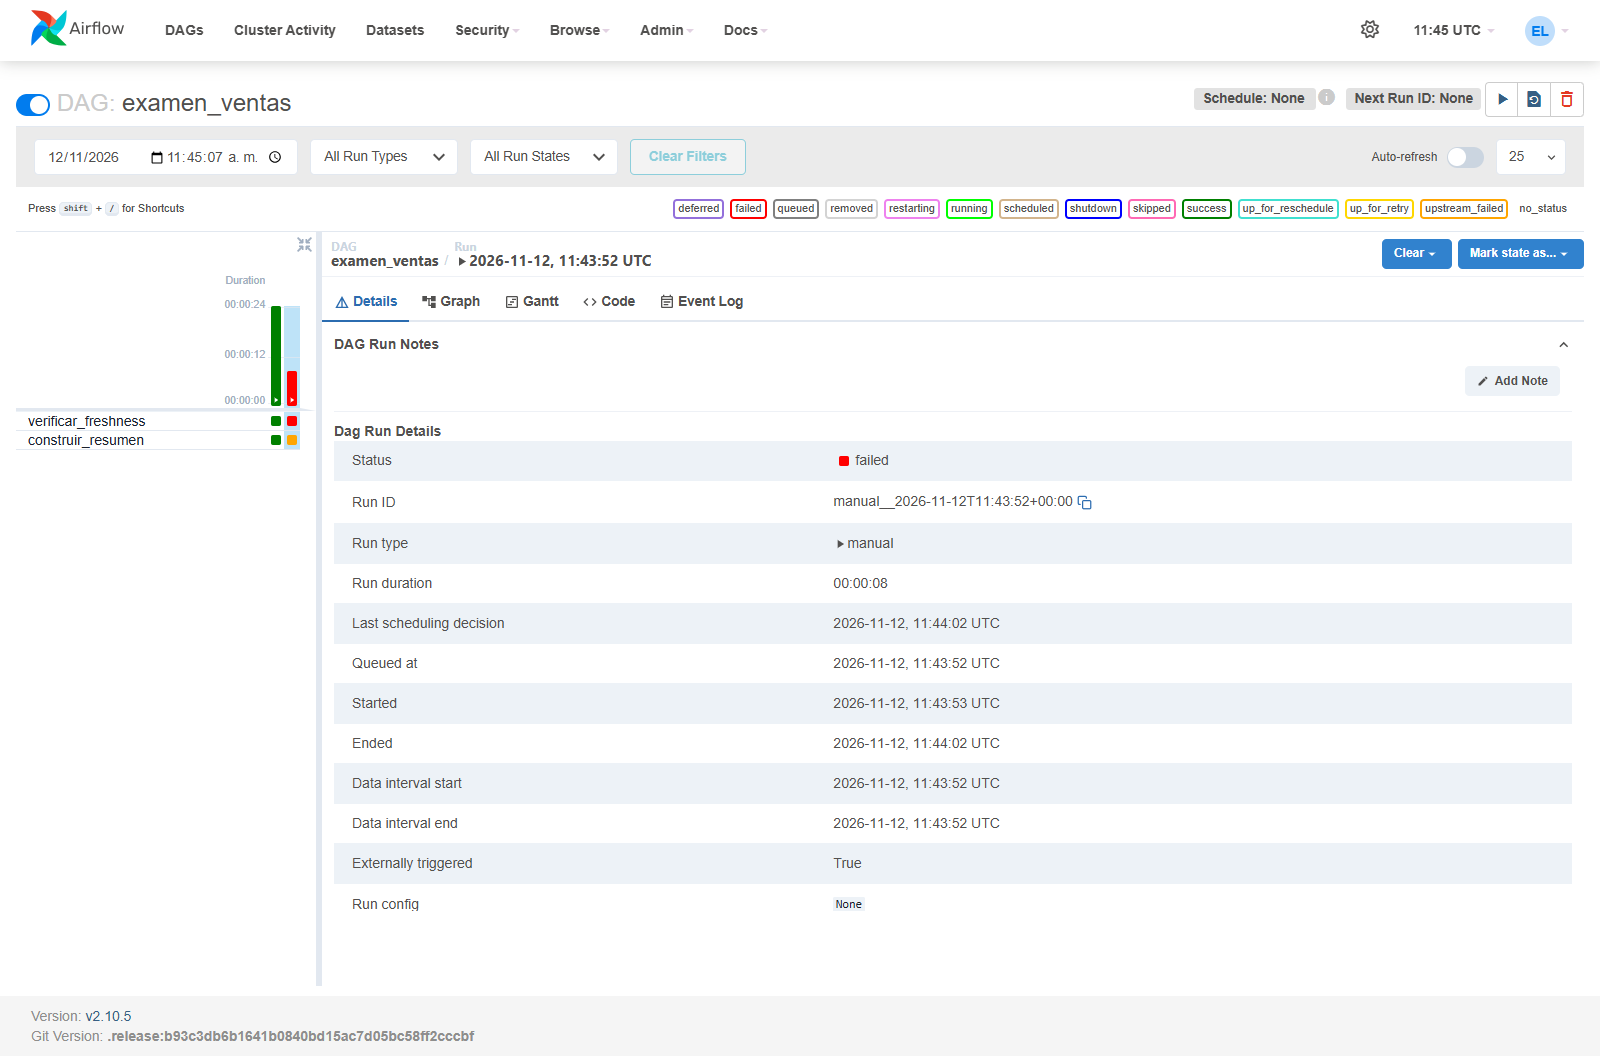 Airflow DAGs Cluster Activity Datasets Security Browse Admin Docs 11:45 UTC EL
DAG: examen_ventas Schedule: None Next Run ID: None
12/11/2026 11:45:07 a. m. All Run Types All Run States Clear Filters Auto-refresh 25
Press shift + / for Shortcuts deferred failed queued removed restarting running scheduled shutdown skipped success up_for_reschedule up_for_retry upstream_failed no_status
DAG Run
examen_ventas / 2026-11-12, 11:43:52 UTC Clear Mark state as...
Duration
00:00:24
00:00:12
00:00:00
verificar_freshness
construir_resumen
Details Graph Gantt Code Event Log
DAG Run Notes
Add Note
Dag Run Details
Status failed
Run ID manual__2026-11-12T11:43:52+00:00
Run type manual
Run duration 00:00:08
Last scheduling decision 2026-11-12, 11:44:02 UTC
Queued at 2026-11-12, 11:43:52 UTC
Started 2026-11-12, 11:43:53 UTC
Ended 2026-11-12, 11:44:02 UTC
Data interval start 2026-11-12, 11:43:52 UTC
Data interval end 2026-11-12, 11:43:52 UTC
Externally triggered True
Run config None
Version: v2.10.5
Git Version: .release:b93c3db6b1641b0840bd15ac7d05bc58ff2cccbf